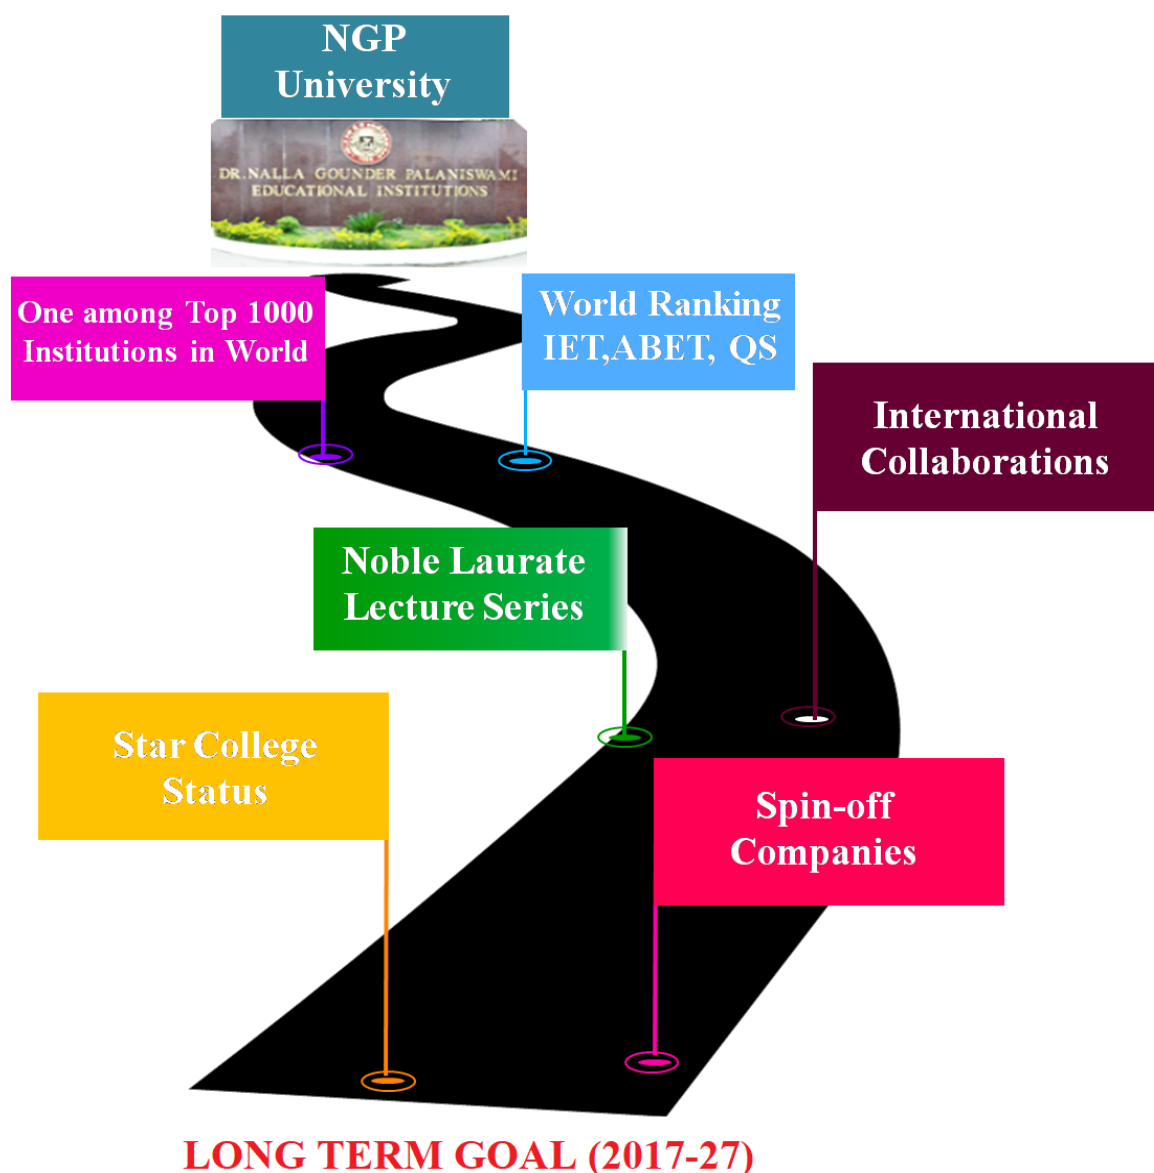 NGP
University
DR.NALLA GOUNDER PALANISWAMI
EDUCATIONAL INSTITUTIONS
One among Top 1000
Institutions in World
World Ranking
IET,ABET, QS
International
Collaborations
Noble Laurate
Lecture Series
Star College
Status
Spin-off
Companies
LONG TERM GOAL (2017-27)